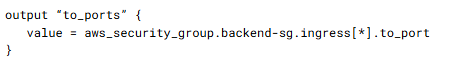 output “to_ports” {
value = aws_security_group.backend-sg.ingress[*].to_port
}